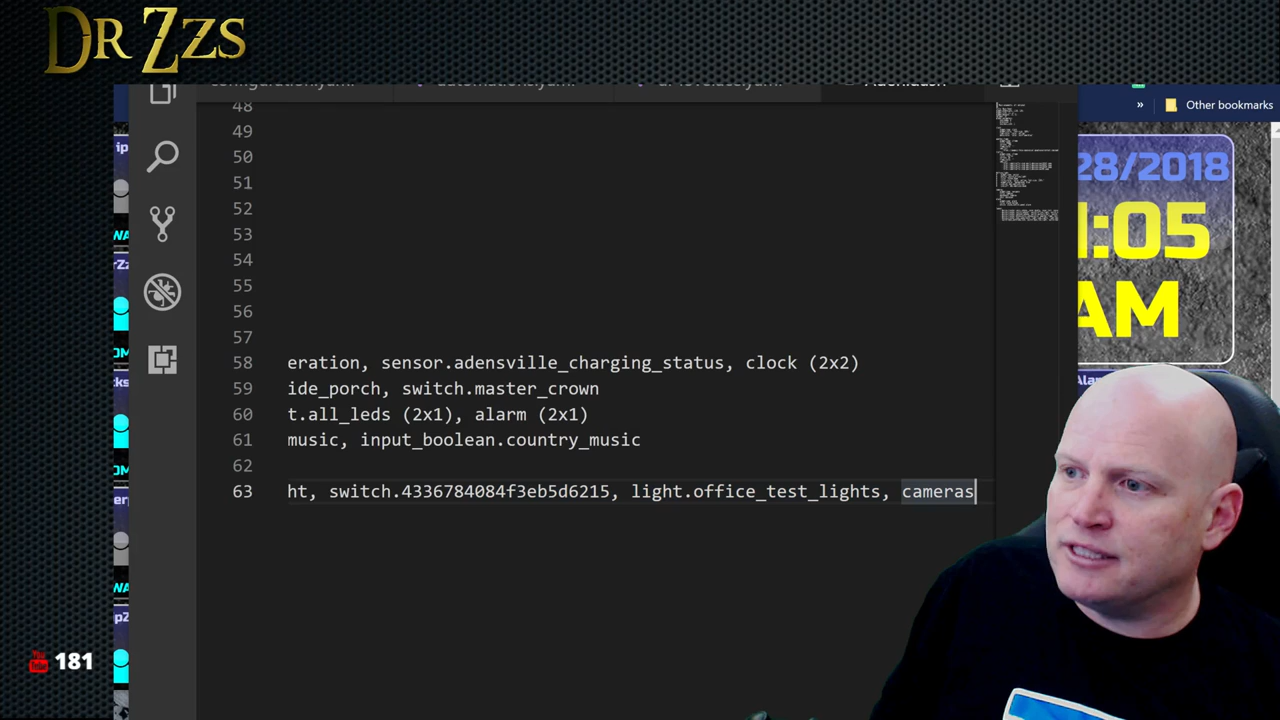 DR ZZS
Other bookmarks
48
49
50
51
52
53
54
55
56
57
58 eration, sensor.adensville_charging_status, clock (2x2)
59 ide_porch, switch.master_crown
60 t.all_leds (2x1), alarm (2x1)
61 music, input_boolean.country_music
62
63 ht, switch.4336784084f3eb5d6215, light.office_test_lights, cameras
28/2018
1:05
AM
181